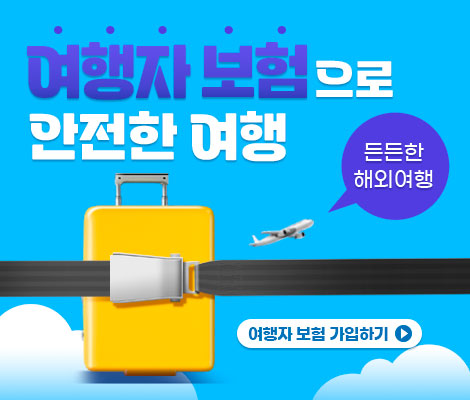 여행자 보험으로
안전한 여행
든든한
해외여행
여행자 보험 가입하기